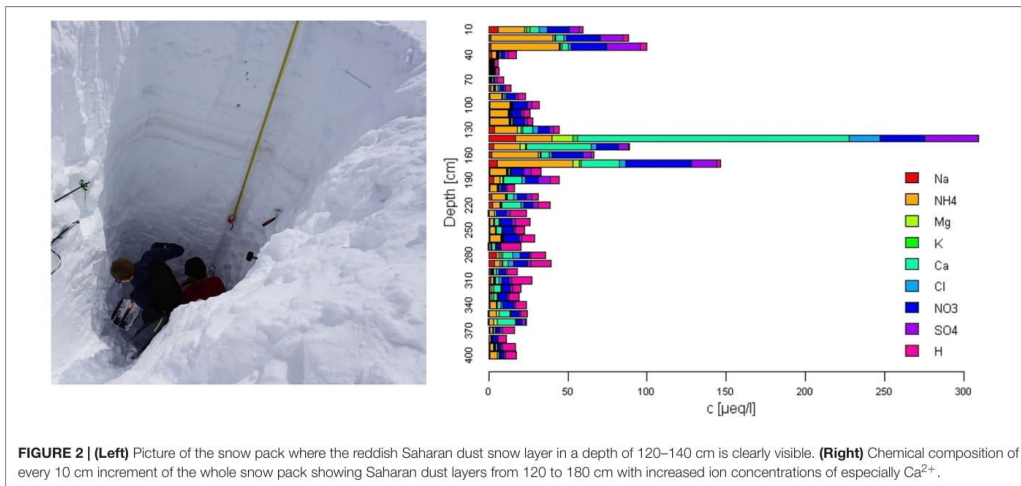 10
40
70
100
130
160
190
220
250
280
310
340
370
400
Depth [cm]
Na
NH4
Mg
K
Ca
Cl
NO3
SO4
H
0 50 100 150 200 250 300
c [µeq/l]
FIGURE 2 | (Left) Picture of the snow pack where the reddish Saharan dust snow layer in a depth of 120–140 cm is clearly visible. (Right) Chemical composition of
every 10 cm increment of the whole snow pack showing Saharan dust layers from 120 to 180 cm with increased ion concentrations of especially Ca²⁺.